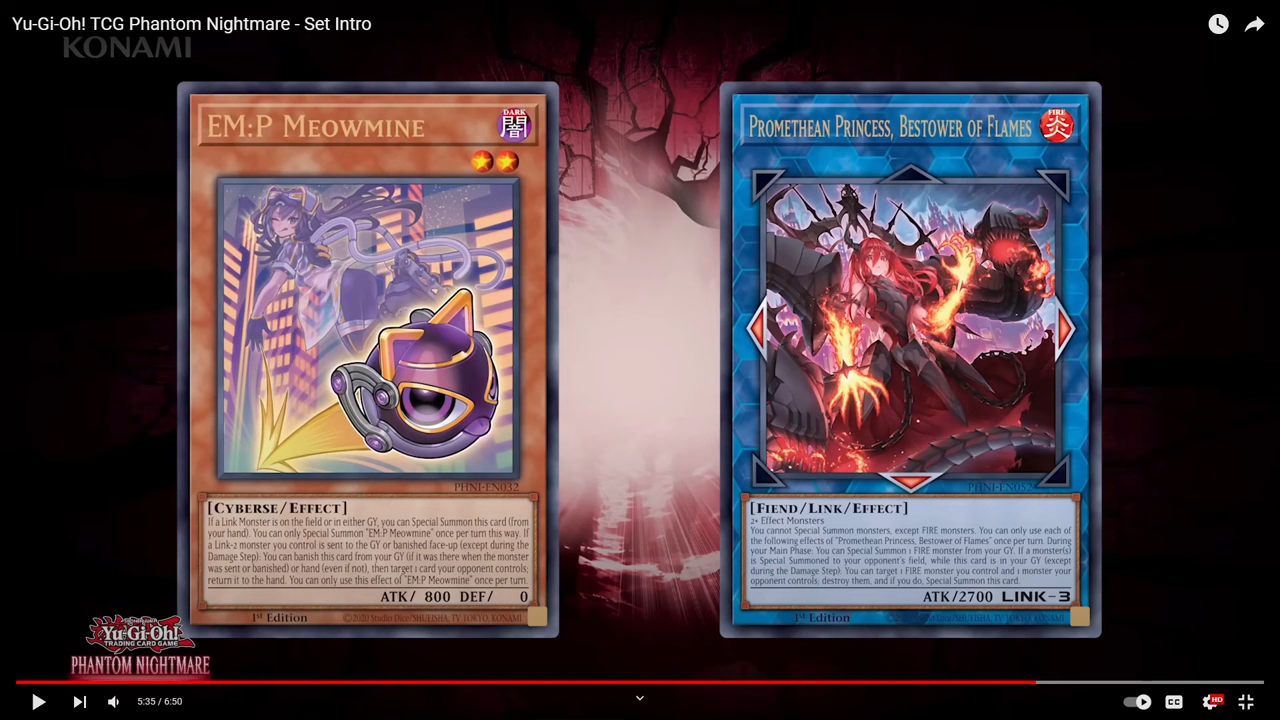 Yu-Gi-Oh! TCG Phantom Nightmare - Set Intro
KONAMI
EM:P Meowmine
DARK
闇
PHNI-EN032
[Cyberse/Effect]
If a Link Monster is on the field or in either GY, you can Special Summon this card (from
your hand). You can only Special Summon "EM:P Meowmine" once per turn this way. If
a Link-2 monster you control is sent to the GY or banished face-up (except during the
Damage Step): You can banish this card from your GY (if it was there when the monster
was sent or banished) or hand (even if not), then target 1 card your opponent controls;
return it to the hand. You can only use this effect of "EM:P Meowmine" once per turn.
ATK/ 800 DEF/ 0
1st Edition
©2020 Studio Dice/SHUEISHA, TV TOKYO, KONAMI
Promethean Princess, Bestower of Flames
FIRE
炎
PHNI-EN052
[Fiend/Link/Effect]
2+ Effect Monsters
You cannot Special Summon monsters, except FIRE monsters. You can only use each of
the following effects of "Promethean Princess, Bestower of Flames" once per turn. During
your Main Phase: You can Special Summon 1 FIRE monster from your GY. If a monster(s)
is Special Summoned to your opponent's field, while this card is in your GY (except
during the Damage Step): You can target 1 FIRE monster you control and 1 monster your
opponent controls; destroy them, and if you do, Special Summon this card.
ATK/2700 LINK-3
1st Edition
Yu-Gi-Oh!
TRADING CARD GAME
PHANTOM NIGHTMARE
5:35 / 6:50
CC
HD